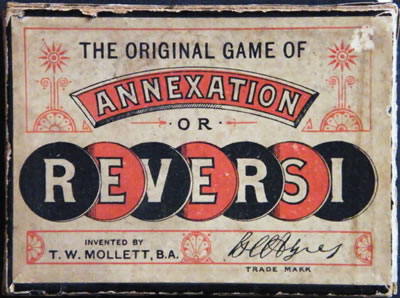 THE ORIGINAL GAME OF
ANNEXATION
OR
REVERSI
INVENTED BY
T. W. MOLLETT, B.A.
TRADE MARK